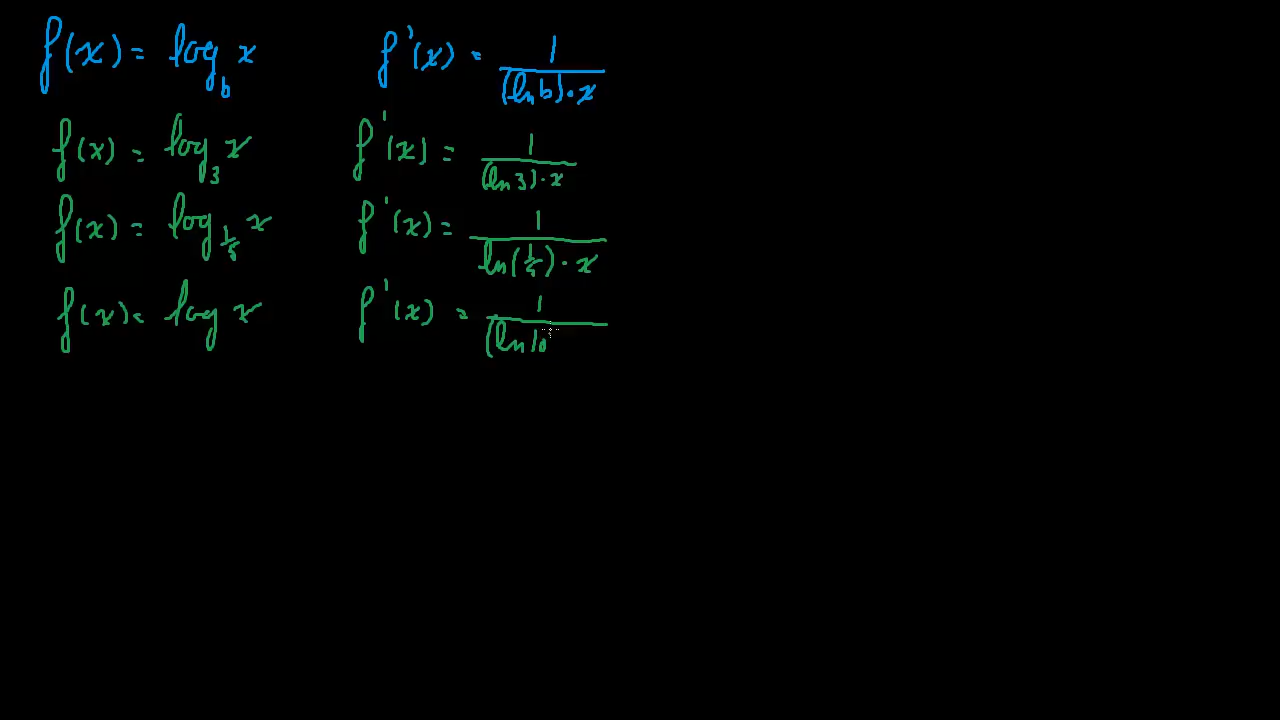 f(x) = log_b x    f'(x) = 1/((ln b) · x)
f(x) = log_3 x    f'(x) = 1/((ln 3) · x)
f(x) = log_{1/5} x    f'(x) = 1/(ln(1/5) · x)
f(x) = log x    f'(x) = 1/((ln 10